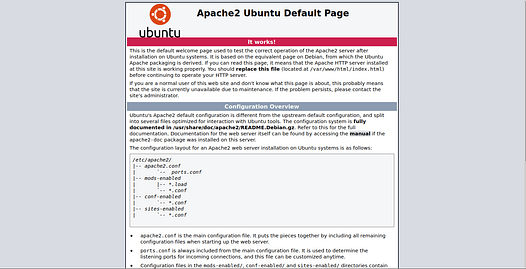 Apache2 Ubuntu Default Page
ubuntu
It works!
This is the default welcome page used to test the correct operation of the Apache2 server after
installation on Ubuntu systems. It is based on the equivalent page on Debian, from which the Ubuntu
Apache packaging is derived. If you can read this page, it means that the Apache HTTP server installed
at this site is working properly. You should replace this file (located at /var/www/html/index.html)
before continuing to operate your HTTP server.
If you are a normal user of this web site and don't know what this page is about, this probably means
that the site is currently unavailable due to maintenance. If the problem persists, please contact the
site's administrator.
Configuration Overview
Ubuntu's Apache2 default configuration is different from the upstream default configuration, and split
into several files optimized for interaction with Ubuntu tools. The configuration system is fully
documented in /usr/share/doc/apache2/README.Debian.gz. Refer to this for the full
documentation. Documentation for the web server itself can be found by accessing the manual if the
apache2-doc package was installed on this server.
The configuration layout for an Apache2 web server installation on Ubuntu systems is as follows:
/etc/apache2/
|-- apache2.conf
|       `--  ports.conf
|-- mods-enabled
|       |-- *.load
|       `-- *.conf
|-- conf-enabled
|       `-- *.conf
|-- sites-enabled
|       `-- *.conf
• apache2.conf is the main configuration file. It puts the pieces together by including all remaining
configuration files when starting up the web server.
• ports.conf is always included from the main configuration file. It is used to determine the
listening ports for incoming connections, and this file can be customized anytime.
• Configuration files in the mods-enabled/, conf-enabled/ and sites-enabled/ directories contain